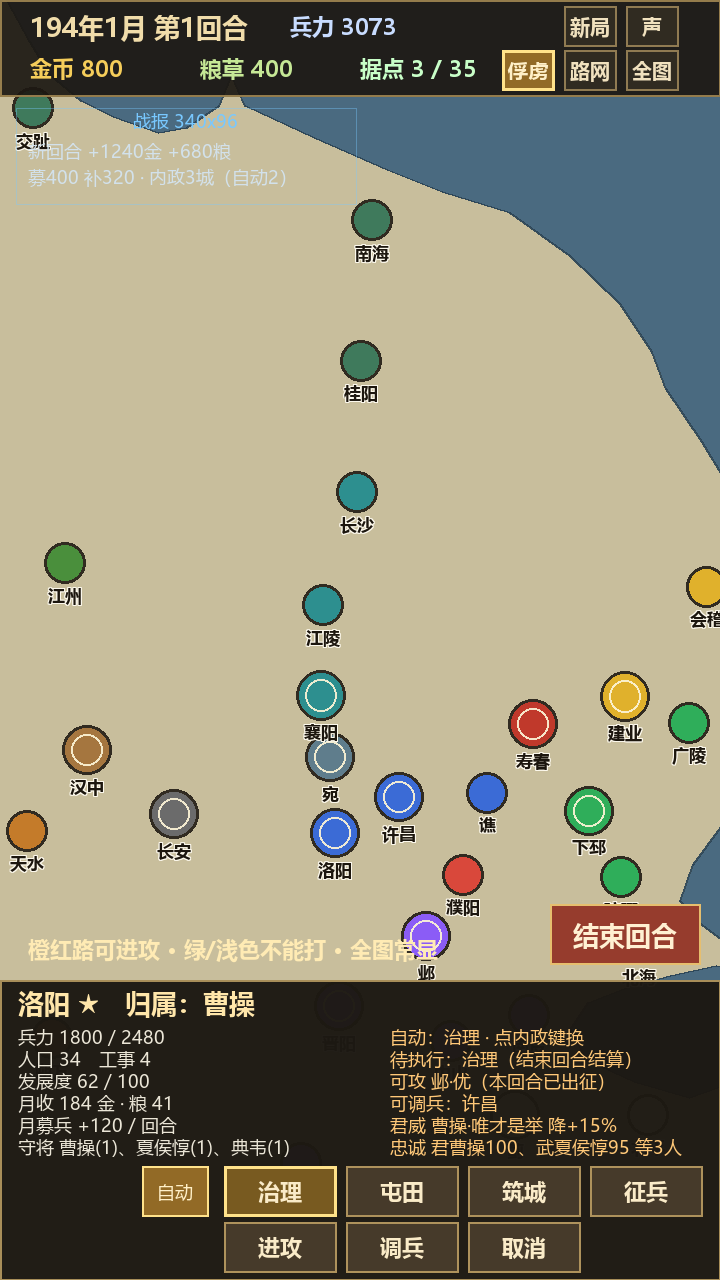 194年1月 第1回合 兵力 3073 新局 声
金币 800 粮草 400 据点 3 / 35 俘虏 路网 全图
战报 340x96
新回合 +1240金 +680粮
募400 补320 · 内政3城（自动2）
交趾
南海
桂阳
长沙
江州
会稽
江陵
襄阳
建业
广陵
寿春
宛
汉中
许昌
谯
下邳
天水
长安
洛阳
濮阳
橙红路可进攻 · 绿/浅色不能打 · 全图常显
结束回合
邺
北海
洛阳 ★ 归属：曹操
兵力 1800 / 2480
人口 34 工事 4
发展度 62 / 100
月收 184 金 · 粮 41
月募兵 +120 / 回合
守将 曹操(1)、夏侯惇(1)、典韦(1)
自动：治理 · 点内政键换
待执行：治理（结束回合结算）
可攻 邺·优（本回合已出征）
可调兵：许昌
君威 曹操·唯才是举 降+15%
忠诚 君曹操100、武夏侯惇95 等3人
自动 治理 屯田 筑城 征兵
进攻 调兵 取消